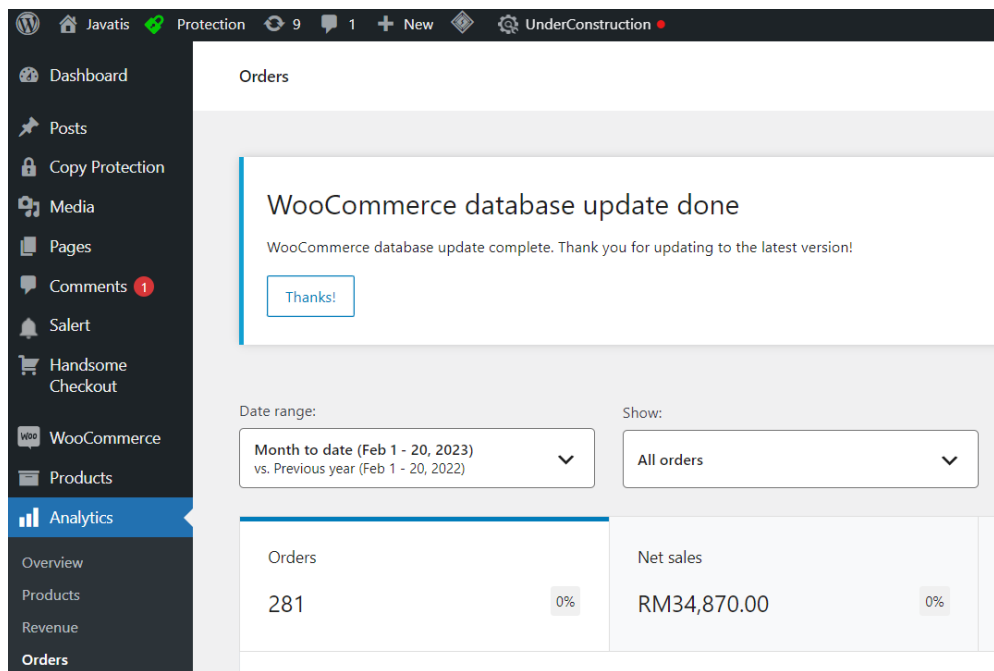 Javatis Protection 9 1 New UnderConstruction
Dashboard
Posts
Copy Protection
Media
Pages
Comments 1
Salert
Handsome
Checkout
WOO WooCommerce
Products
Analytics
Overview
Products
Revenue
Orders
Orders
WooCommerce database update done
WooCommerce database update complete. Thank you for updating to the latest version!
Thanks!
Date range:
Month to date (Feb 1 - 20, 2023)
vs. Previous year (Feb 1 - 20, 2022)
Show:
All orders
Orders
281 0%
Net sales
RM34,870.00 0%